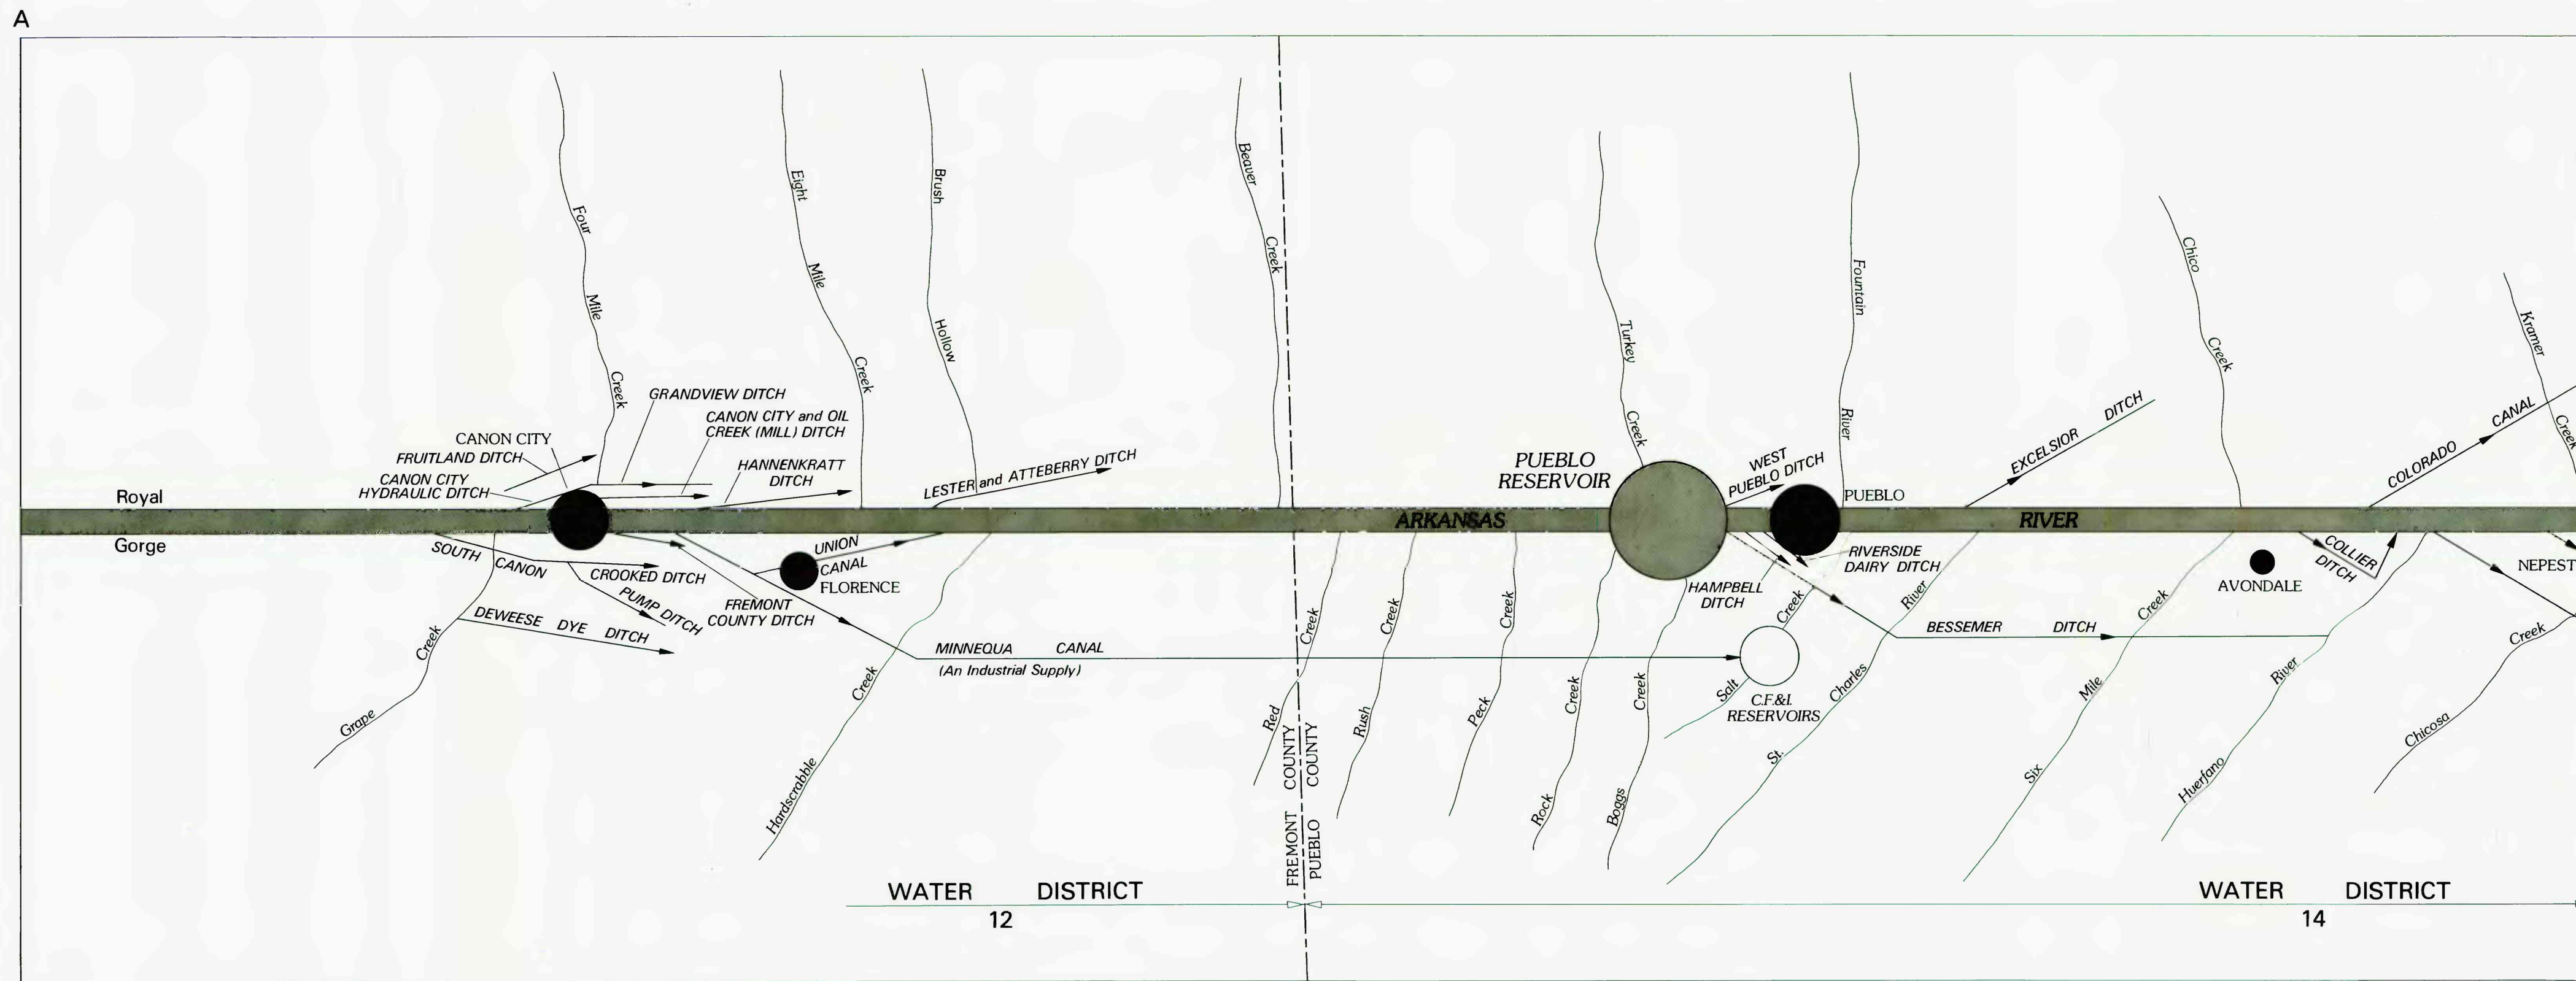 A
Four Mile Creek
Eight Mile Creek
Brush Hollow
Beaver Creek
Turkey Creek
Fountain River
Chico Creek
Kramer Creek
GRANDVIEW DITCH
CANON CITY and OIL
CREEK (MILL) DITCH
CANON CITY
FRUITLAND DITCH
CANON CITY
HYDRAULIC DITCH
HANNENKRATT
DITCH
LESTER and ATTEBERRY DITCH
PUEBLO
RESERVOIR
WEST
PUEBLO DITCH
PUEBLO
EXCELSIOR DITCH
COLORADO CANAL
Royal
Gorge
ARKANSAS RIVER
SOUTH CANON
CROOKED DITCH
PUMP DITCH
DEWEESE DYE DITCH
UNION
CANAL
FLORENCE
FREMONT
COUNTY DITCH
MINNEQUA CANAL
(An Industrial Supply)
HAMPBELL
DITCH
RIVERSIDE
DAIRY DITCH
BESSEMER DITCH
AVONDALE
COLLIER
DITCH
NEPEST
Grape Creek
Hardscrabble Creek
Red Creek
Rush Creek
Peck Creek
Rock Creek
Boggs Creek
Salt Creek
C.F.&I.
RESERVOIRS
St. Charles River
Six Mile Creek
Huerfano River
Chicosa Creek
FREMONT COUNTY
PUEBLO COUNTY
WATER DISTRICT
12
WATER DISTRICT
14